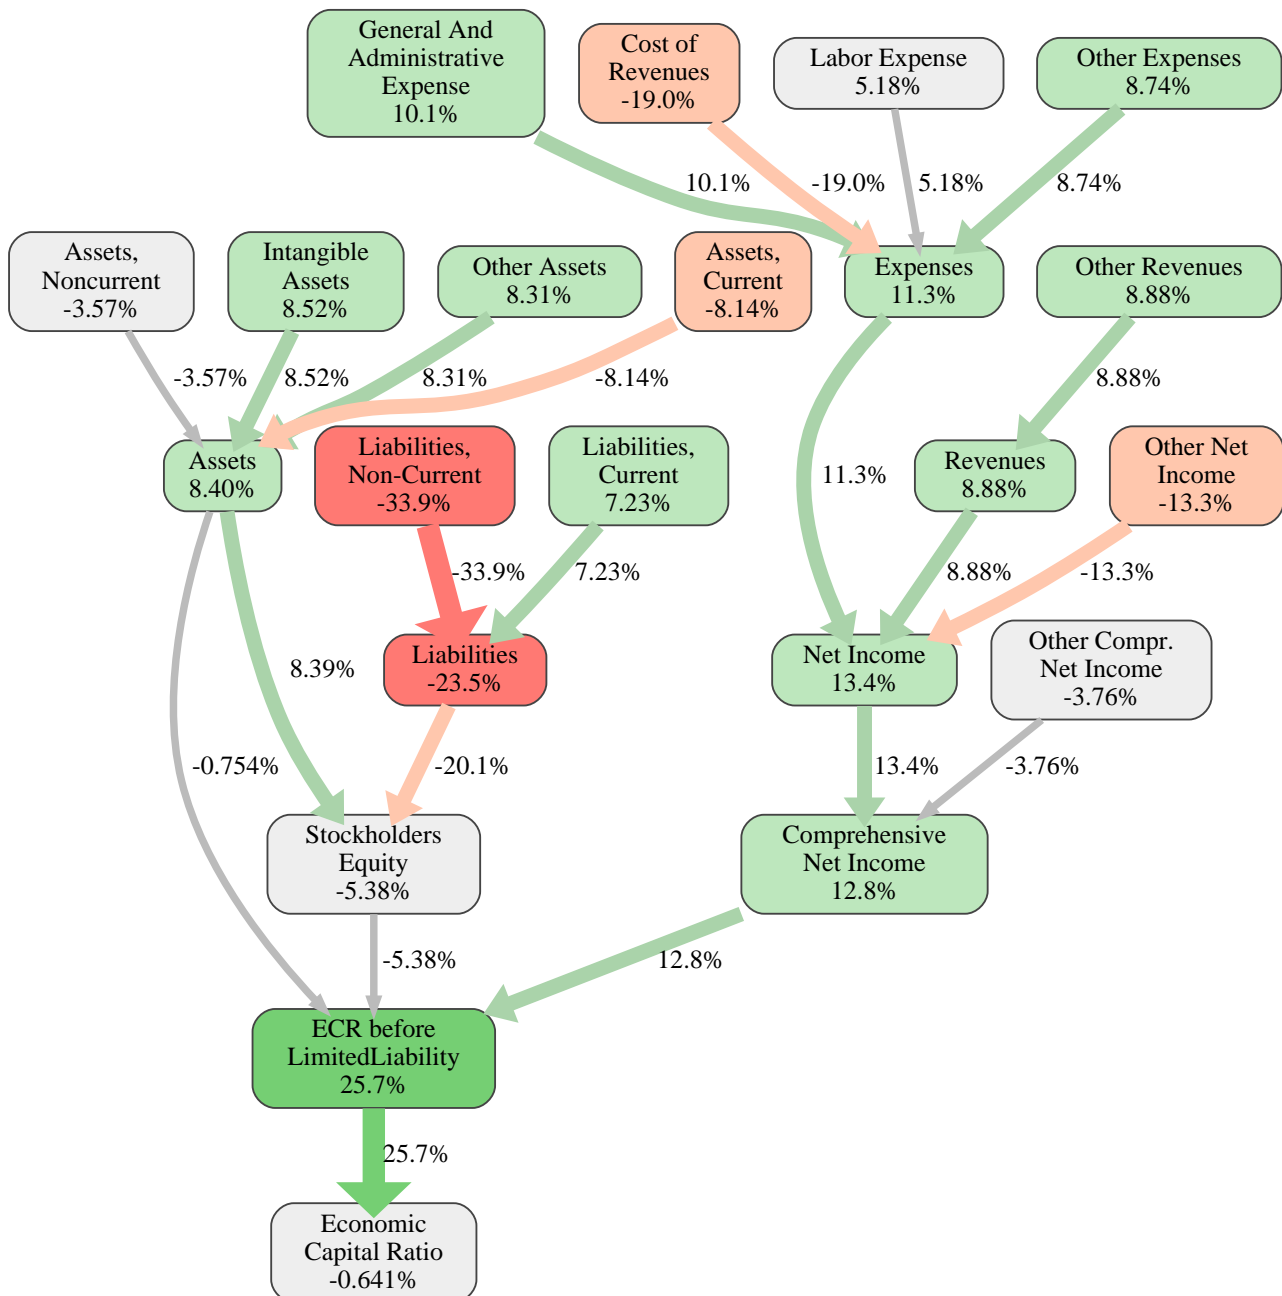 General And
Administrative
Expense
10.1%
Cost of
Revenues
-19.0%
Labor Expense
5.18%
Other Expenses
8.74%
10.1%
-19.0%
5.18%
8.74%
Assets,
Noncurrent
-3.57%
Intangible
Assets
8.52%
Other Assets
8.31%
Assets,
Current
-8.14%
Expenses
11.3%
Other Revenues
8.88%
-3.57%
8.52%
8.31%
-8.14%
8.88%
Assets
8.40%
Liabilities,
Non-Current
-33.9%
Liabilities,
Current
7.23%
11.3%
Revenues
8.88%
Other Net
Income
-13.3%
-33.9%
7.23%
8.88%
-13.3%
8.39%
Liabilities
-23.5%
Net Income
13.4%
Other Compr.
Net Income
-3.76%
-0.754%
-20.1%
13.4%
-3.76%
Stockholders
Equity
-5.38%
Comprehensive
Net Income
12.8%
-5.38%
12.8%
ECR before
LimitedLiability
25.7%
25.7%
Economic
Capital Ratio
-0.641%